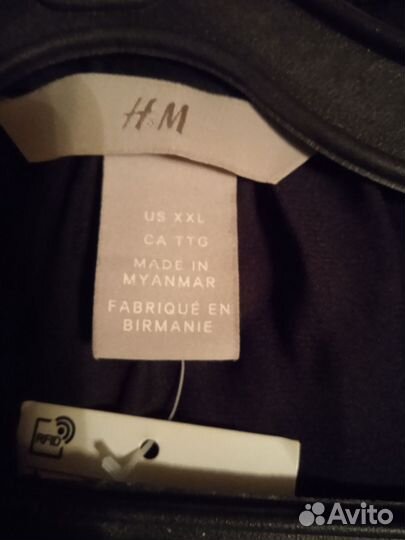 H&M
US XXL
CA TTG
MADE IN
MYANMAR
FABRIQUÉ EN
BIRMANIE
RFID
Avito